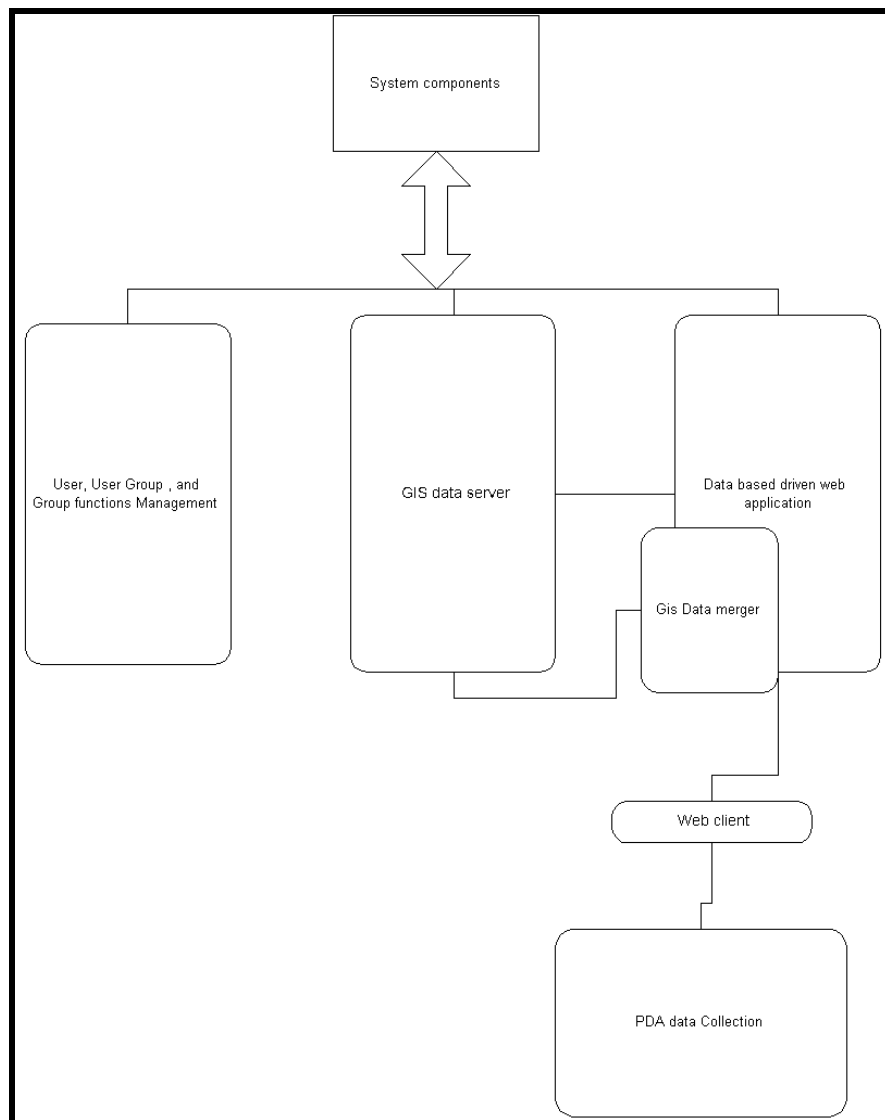 System components
User, User Group , and
Group functions Management
GIS data server
Data based driven web
application
Gis Data merger
Web client
PDA data Collection